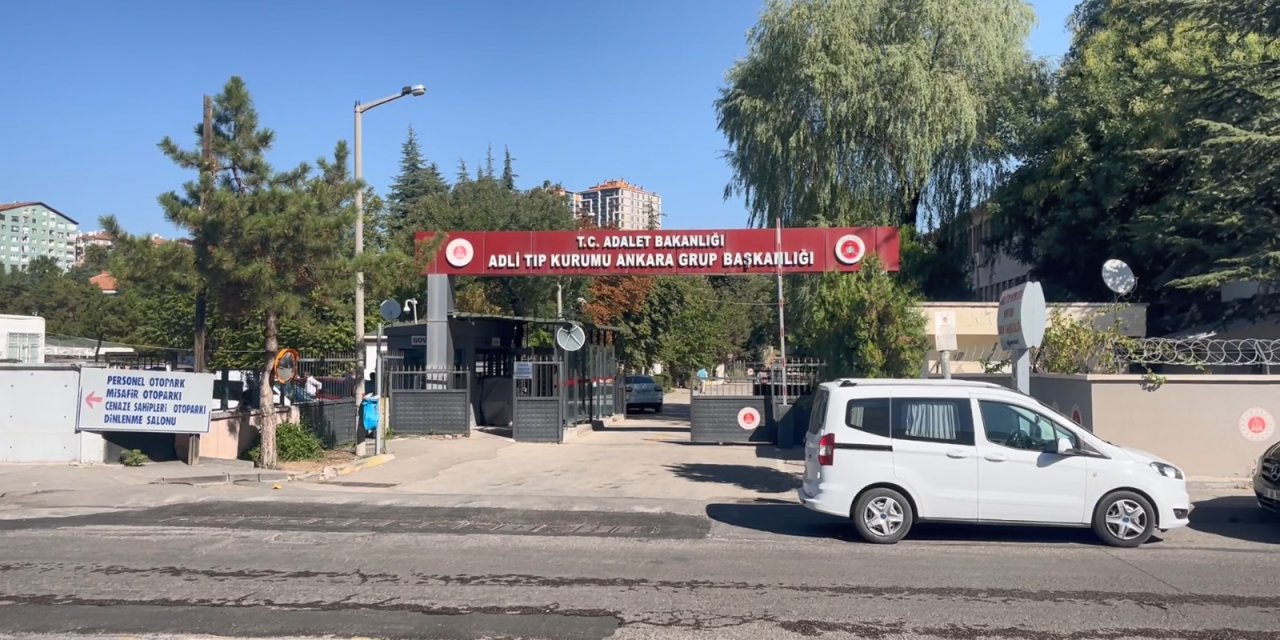 T.C. ADALET BAKANLIĞI
ADLİ TIP KURUMU ANKARA GRUP BAŞKANLIĞI
PERSONEL OTOPARK
MİSAFİR OTOPARKI
CENAZE SAHİPLERİ OTOPARKI
DİNLENME SALONU